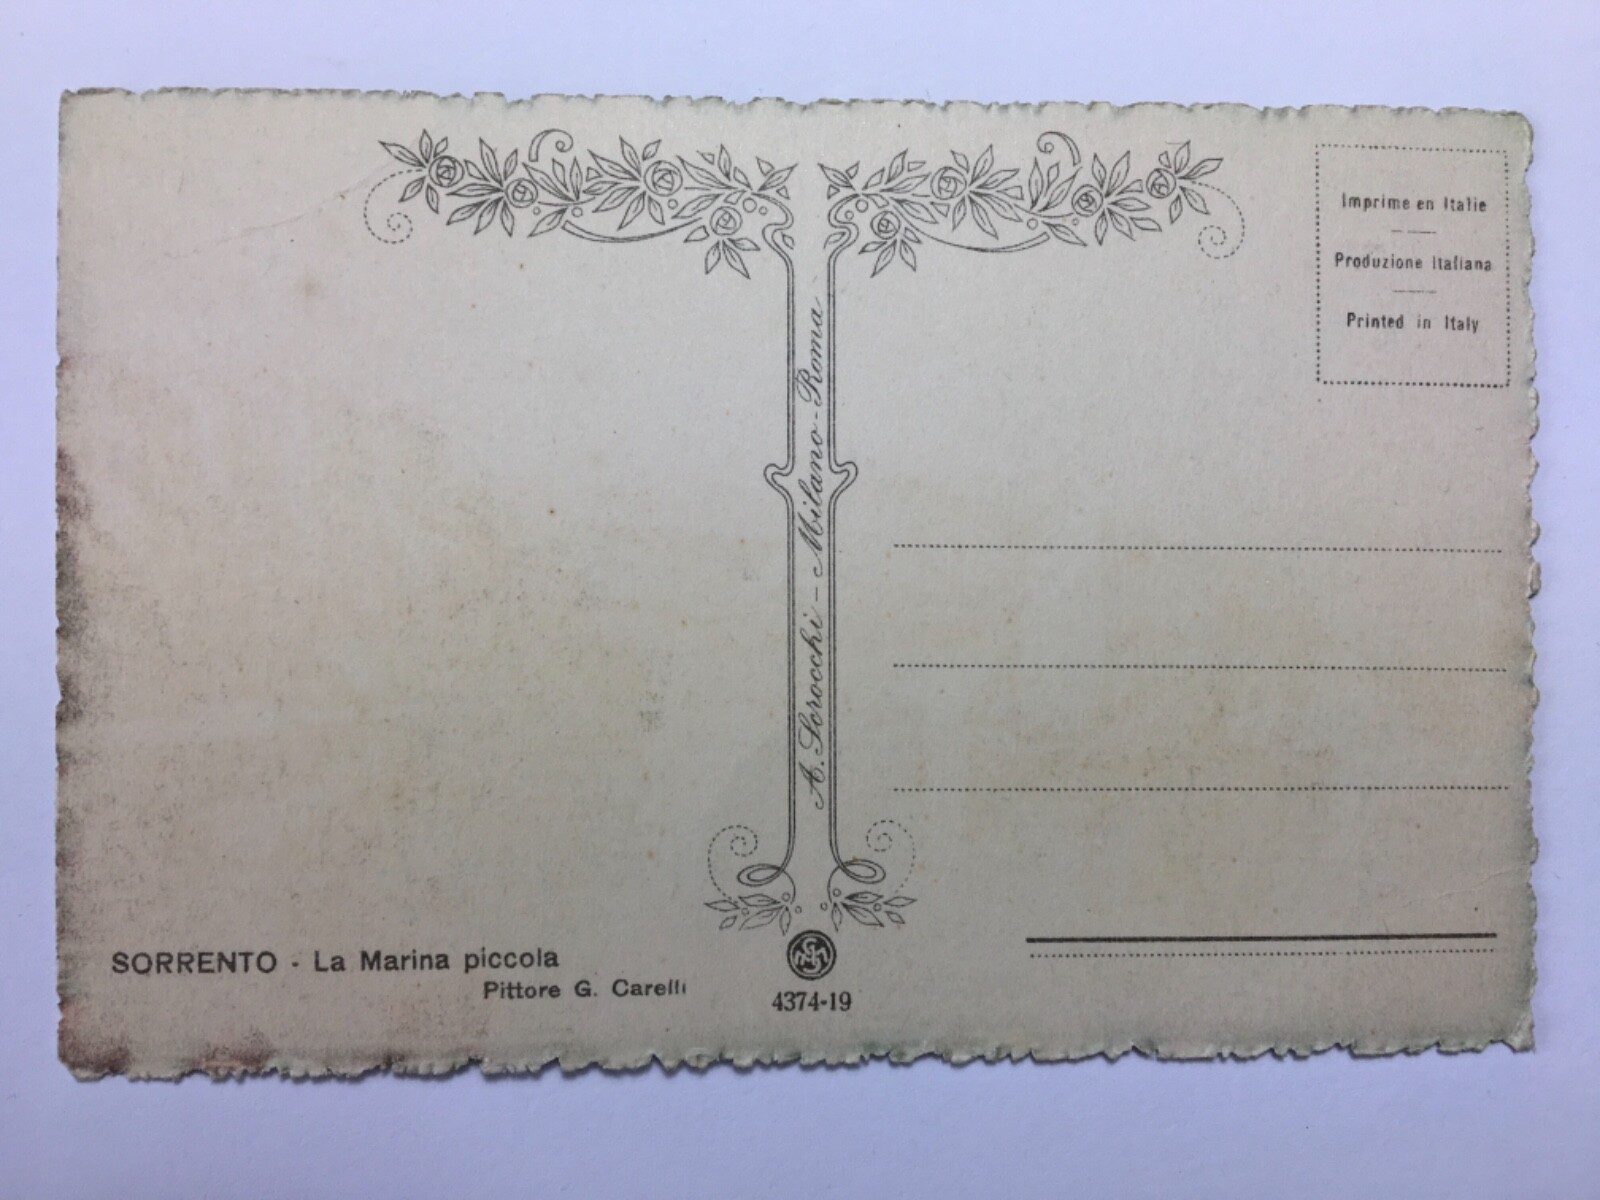 Imprime en Italie
Produzione Italiana
Printed in Italy
A. Scrocchi - Milano - Roma
SORRENTO - La Marina piccola
Pittore G. Carelli
4374-19